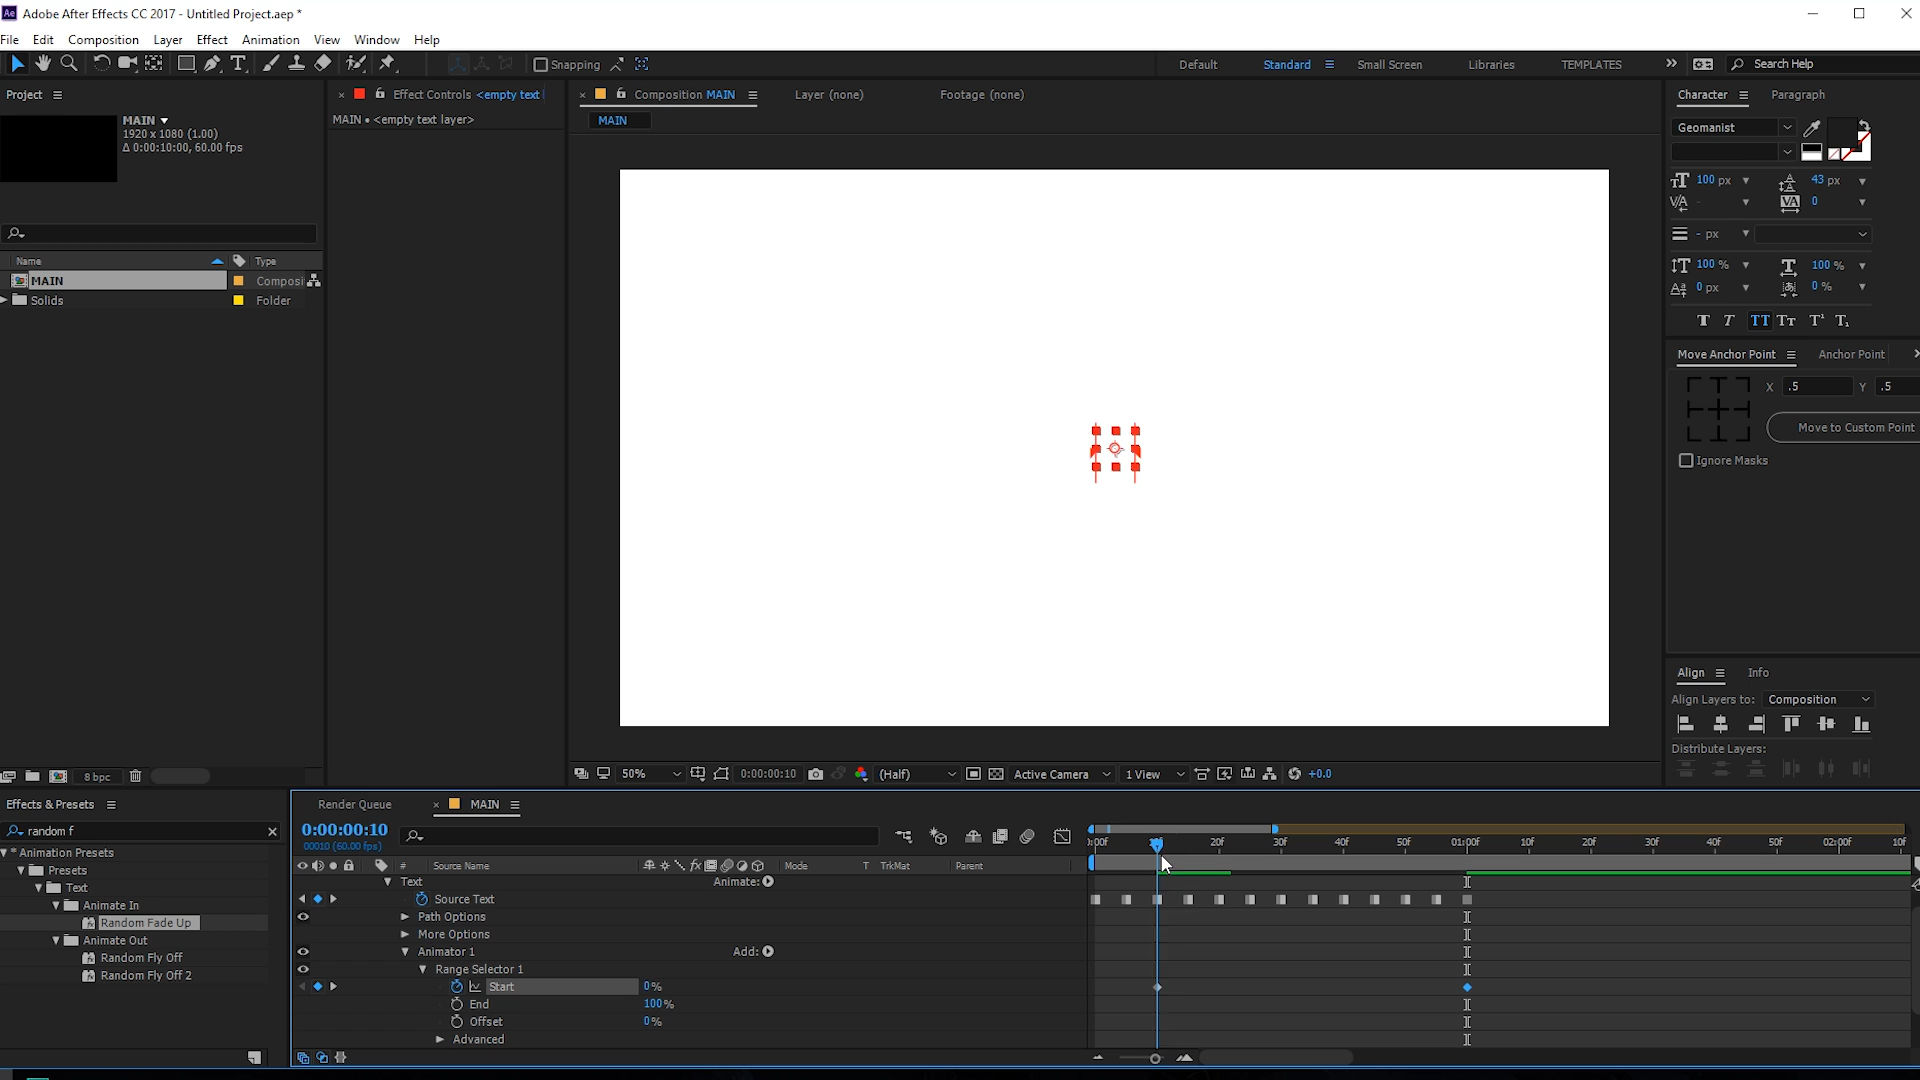 Ae Adobe After Effects CC 2017 - Untitled Project.aep *
File Edit Composition Layer Effect Animation View Window Help
Snapping Default Standard Small Screen Libraries TEMPLATES Search Help
Project
MAIN
1920 x 1080 (1.00)
Δ 0:00:10:00, 60.00 fps
Name Type
MAIN Composi
Solids Folder
8 bpc
Effect Controls <empty text
MAIN • <empty text layer>
Composition MAIN Layer (none) Footage (none)
MAIN
50% 0:00:00:10 (Half) Active Camera 1 View +0.0
Character Paragraph
Geomanist
100 px 43 px
- 0
- px
100 % 100 %
0 px 0 %
T T TT Tт T¹ T₁
Move Anchor Point Anchor Point
X .5 Y .5
Move to Custom Point
Ignore Masks
Align Info
Align Layers to: Composition
Distribute Layers:
Effects & Presets
random f
* Animation Presets
Presets
Text
Animate In
Random Fade Up
Animate Out
Random Fly Off
Random Fly Off 2
Render Queue MAIN
0:00:00:10
00010 (60.00 fps)
# Source Name Mode T TrkMat Parent
Text Animate:
Source Text
Path Options
More Options
Animator 1 Add:
Range Selector 1
Start 0%
End 100%
Offset 0%
Advanced
:00f 20f 30f 40f 50f 01:00f 10f 20f 30f 40f 50f 02:00f 10f